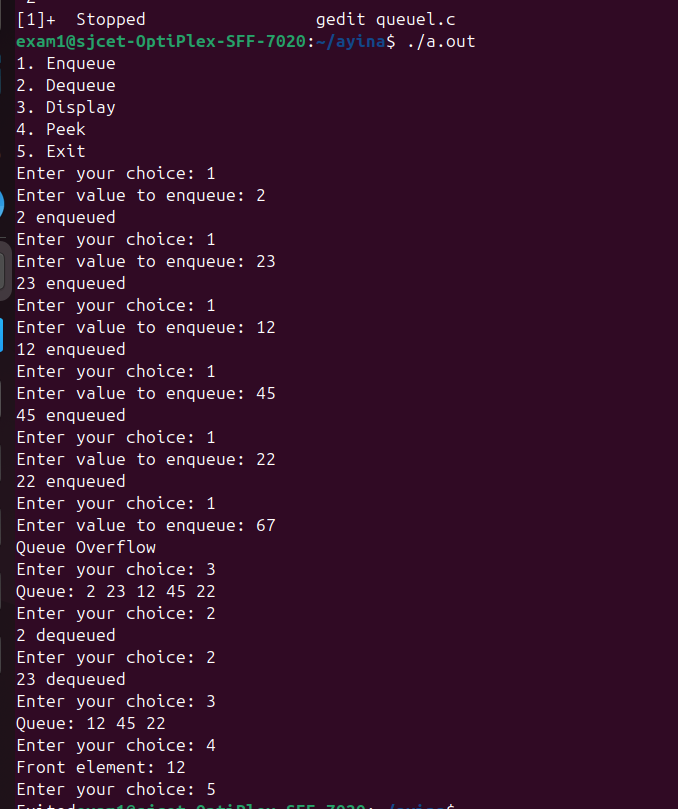 [1]+  Stopped                 gedit queuel.c
exam1@sjcet-OptiPlex-SFF-7020:~/ayina$ ./a.out
1. Enqueue
2. Dequeue
3. Display
4. Peek
5. Exit
Enter your choice: 1
Enter value to enqueue: 2
2 enqueued
Enter your choice: 1
Enter value to enqueue: 23
23 enqueued
Enter your choice: 1
Enter value to enqueue: 12
12 enqueued
Enter your choice: 1
Enter value to enqueue: 45
45 enqueued
Enter your choice: 1
Enter value to enqueue: 22
22 enqueued
Enter your choice: 1
Enter value to enqueue: 67
Queue Overflow
Enter your choice: 3
Queue: 2 23 12 45 22
Enter your choice: 2
2 dequeued
Enter your choice: 2
23 dequeued
Enter your choice: 3
Queue: 12 45 22
Enter your choice: 4
Front element: 12
Enter your choice: 5